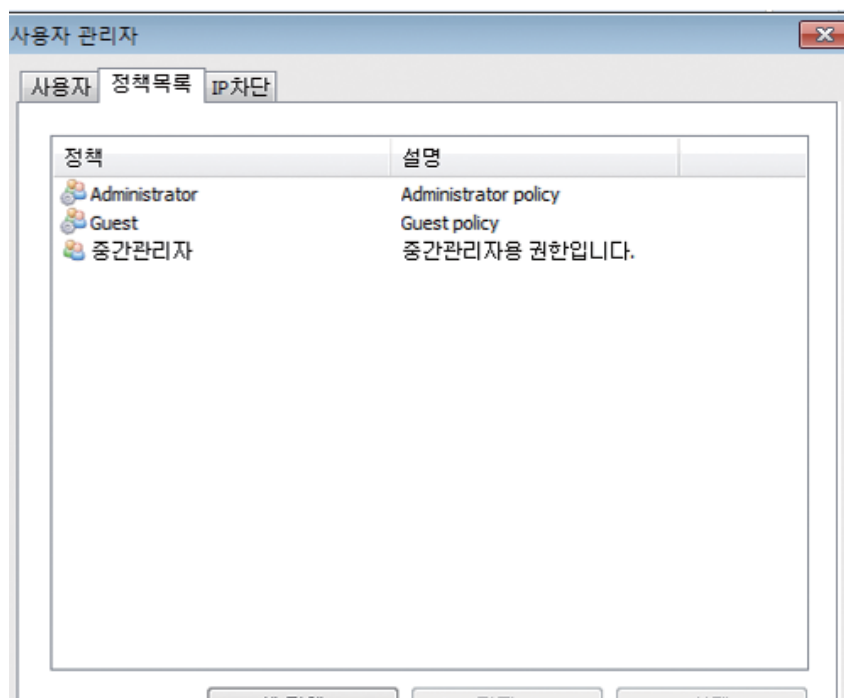 사용자 관리자
사용자 정책목록 IP차단
정책 설명
Administrator Administrator policy
Guest Guest policy
중간관리자 중간관리자용 권한입니다.